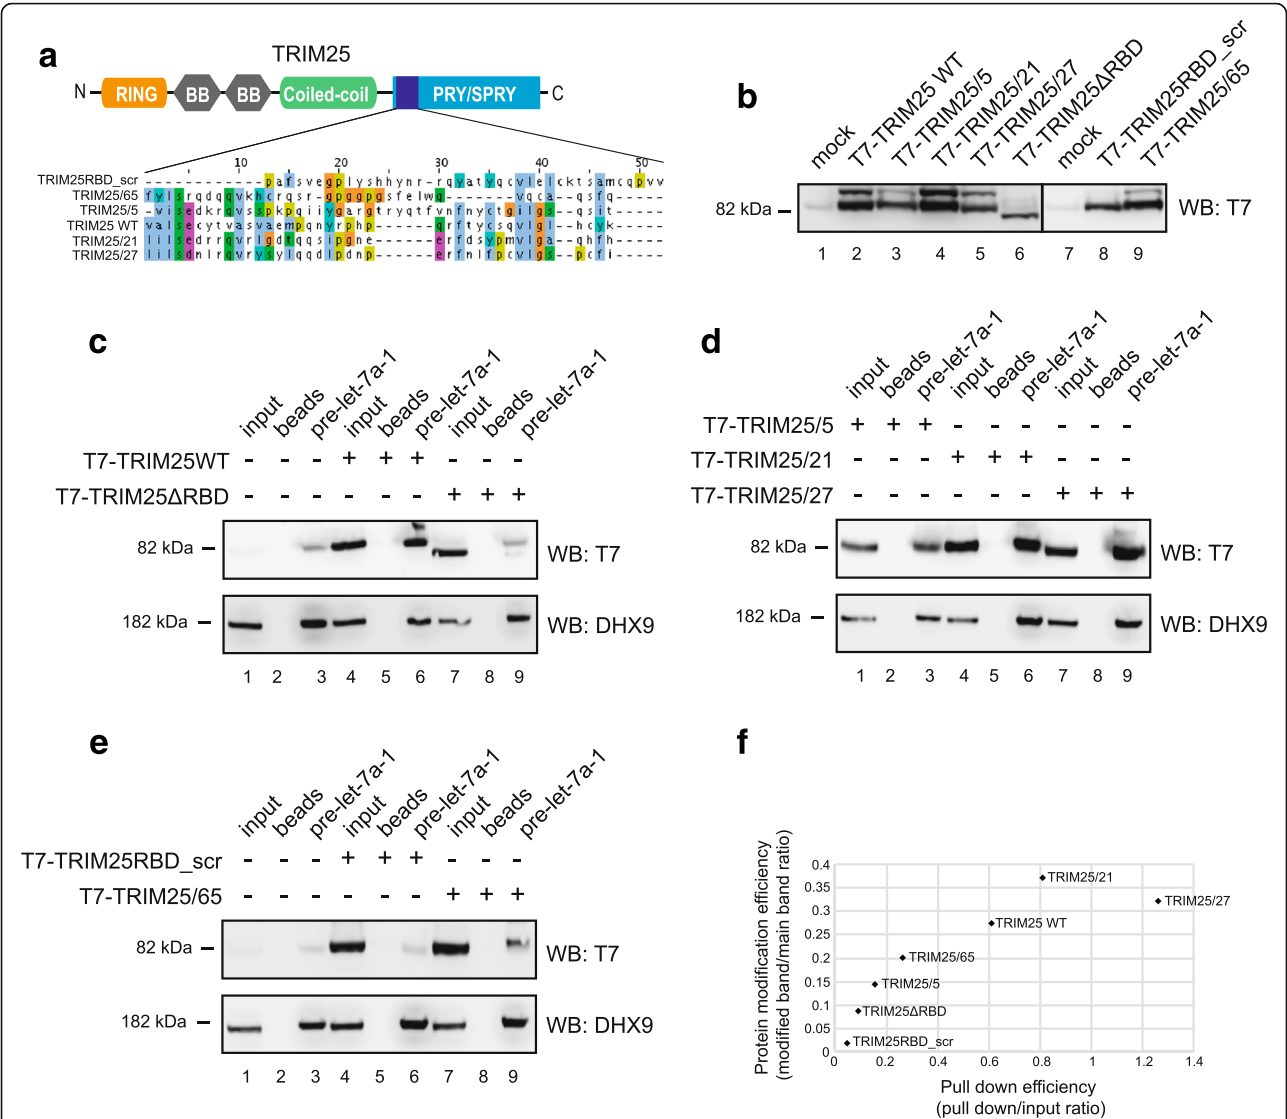 a
TRIM25
N RING BB BB Coiled-coil PRY/SPRY C
10 20 30 40 50
TRIM25RBD_scr
TRIM25/65
TRIM25/5
TRIM25 WT
TRIM25/21
TRIM25/27
b
mock T7-TRIM25 WT T7-TRIM25/5 T7-TRIM25/21 T7-TRIM25/27 T7-TRIM25ΔRBD mock T7-TRIM25RBD_scr T7-TRIM25/65
82 kDa WB: T7
1 2 3 4 5 6 7 8 9
c
input beads pre-let-7a-1 input beads pre-let-7a-1 input beads pre-let-7a-1
T7-TRIM25WT - - - + + + - - -
T7-TRIM25ΔRBD - - - - - - + + +
82 kDa WB: T7
182 kDa WB: DHX9
1 2 3 4 5 6 7 8 9
d
input beads pre-let-7a-1 input beads pre-let-7a-1 input beads pre-let-7a-1
T7-TRIM25/5 + + + - - - - - -
T7-TRIM25/21 - - - + + + - - -
T7-TRIM25/27 - - - - - - + + +
82 kDa WB: T7
182 kDa WB: DHX9
1 2 3 4 5 6 7 8 9
e
input beads pre-let-7a-1 input beads pre-let-7a-1 input beads pre-let-7a-1
T7-TRIM25RBD_scr - - - + + + - - -
T7-TRIM25/65 - - - - - - + + +
82 kDa WB: T7
182 kDa WB: DHX9
1 2 3 4 5 6 7 8 9
f
Protein modification efficiency
(modified band/main band ratio)
0.4
0.35
0.3
0.25
0.2
0.15
0.1
0.05
0
TRIM25/21
TRIM25/27
TRIM25 WT
TRIM25/65
TRIM25/5
TRIM25ΔRBD
TRIM25RBD_scr
0 0.2 0.4 0.6 0.8 1 1.2 1.4
Pull down efficiency
(pull down/input ratio)